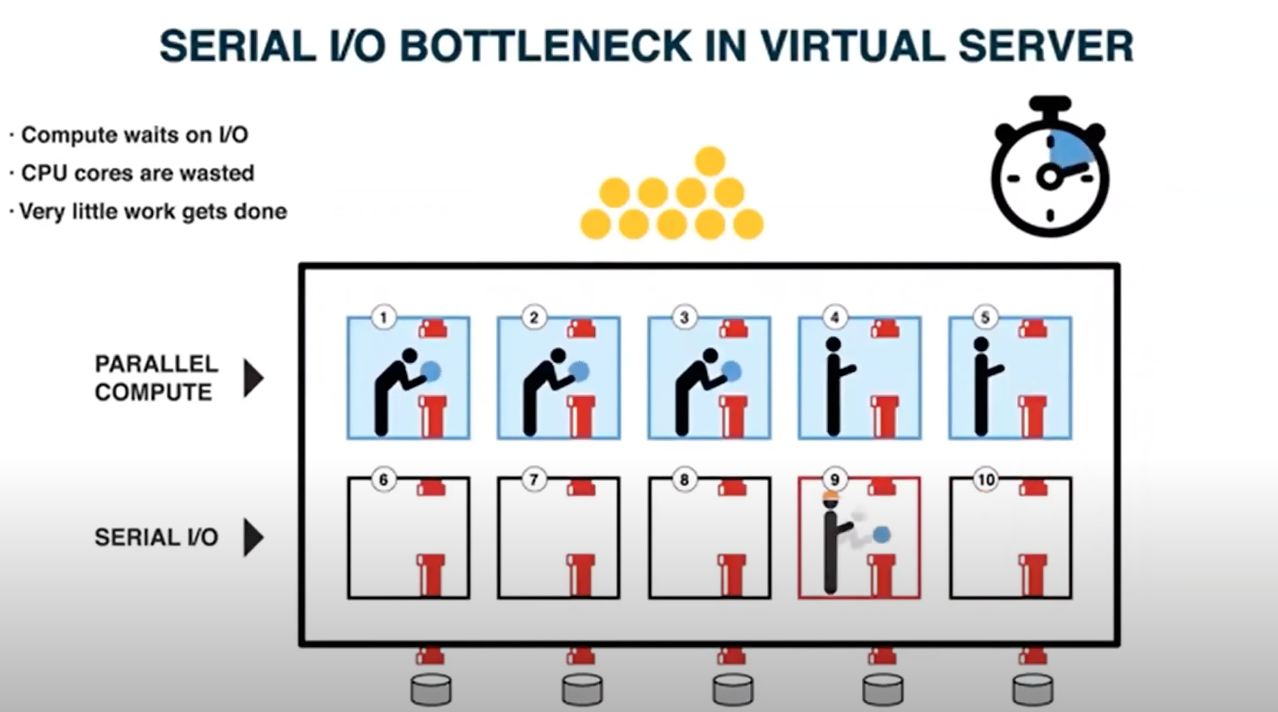 SERIAL I/O BOTTLENECK IN VIRTUAL SERVER
· Compute waits on I/O
· CPU cores are wasted
· Very little work gets done
PARALLEL
COMPUTE
1 2 3 4 5
SERIAL I/O
6 7 8 9 10